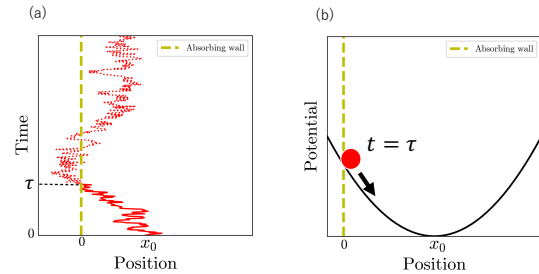 (a)
Absorbing wall
Time
τ
0
0
x₀
Position
(b)
Absorbing wall
Potential
t = τ
0
x₀
Position